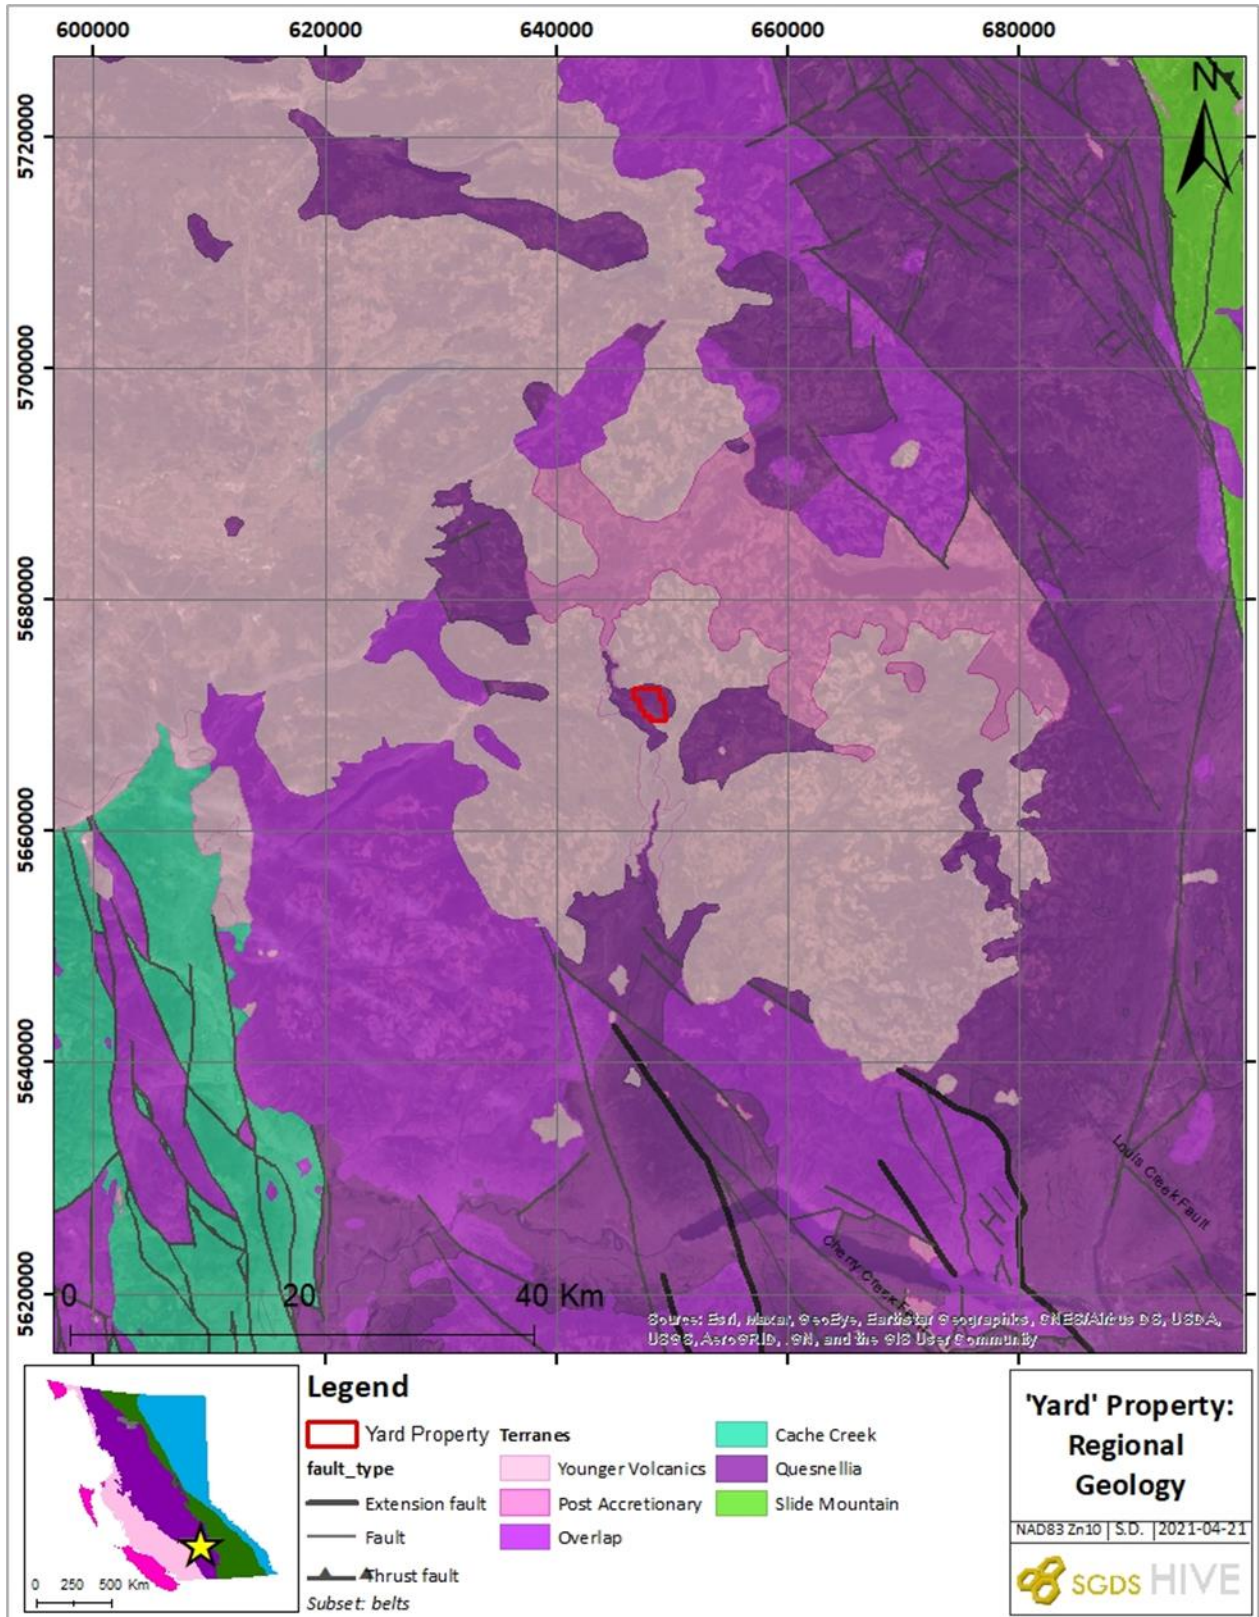 600000 620000 640000 660000 680000
N
5720000
5700000
5680000
5660000
5640000
5620000
Louis Creek Fault
Cherry Creek
0 20 40 Km
Source: Esri, Maxar, GeoEye, Earthstar Geographics, CNES/Airbus DS, USDA,
USGS, AeroGRID, IGN, and the GIS User Community
0 250 500 Km
Legend
Yard Property
fault_type
Extension fault
Fault
Thrust fault
Subset: belts
Terranes
Younger Volcanics
Post Accretionary
Overlap
Cache Creek
Quesnellia
Slide Mountain
'Yard' Property:
Regional
Geology
NAD83 Zn10 S.D. 2021-04-21
SGDS HIVE